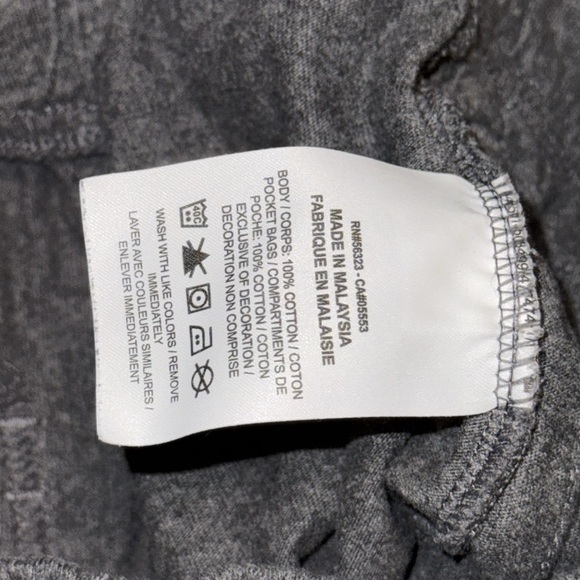 RN#56323 - CA#05553
MADE IN MALAYSIA
FABRIQUE EN MALAISIE
BODY / CORPS: 100% COTTON / COTON
POCKET BAGS / COMPARTIMENTS DE
POCHE: 100% COTTON / COTON
EXCLUSIVE OF DECORATION /
DECORATION NON COMPRISE
40C
WASH WITH LIKE COLORS / REMOVE
IMMEDIATELY
LAVER AVEC COULEURS SIMILAIRES /
ENLEVER IMMEDIATEMENT